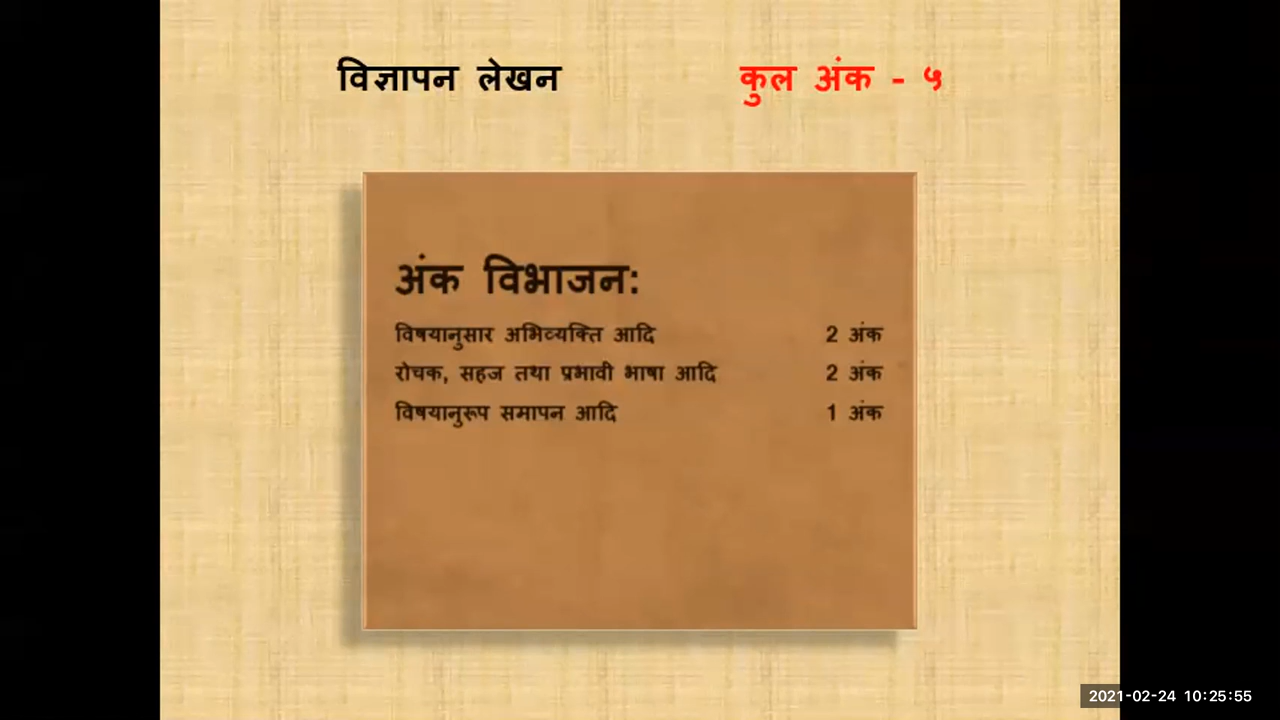 विज्ञापन लेखन कुल अंक - ५
अंक विभाजन:
विषयानुसार अभिव्यक्ति आदि 2 अंक
रोचक, सहज तथा प्रभावी भाषा आदि 2 अंक
विषयानुरूप समापन आदि 1 अंक
2021-02-24 10:25:55